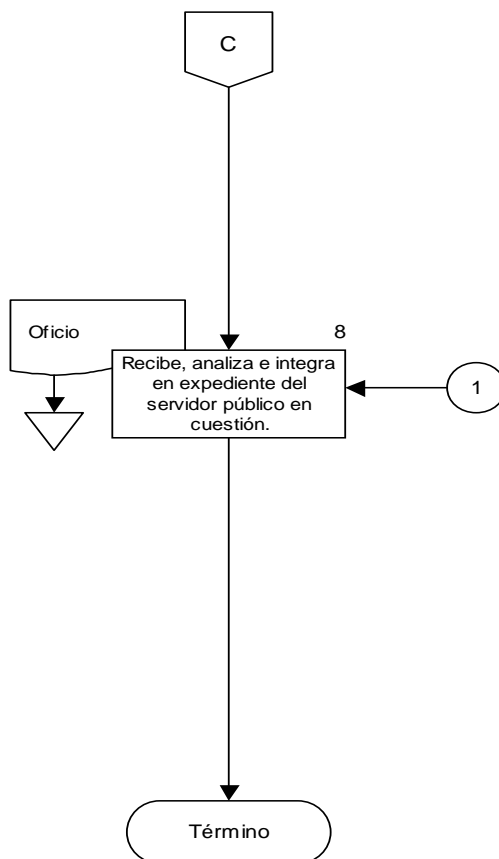 C
Oficio
8
Recibe, analiza e integra
en expediente del
servidor público en
cuestión.
1
Término